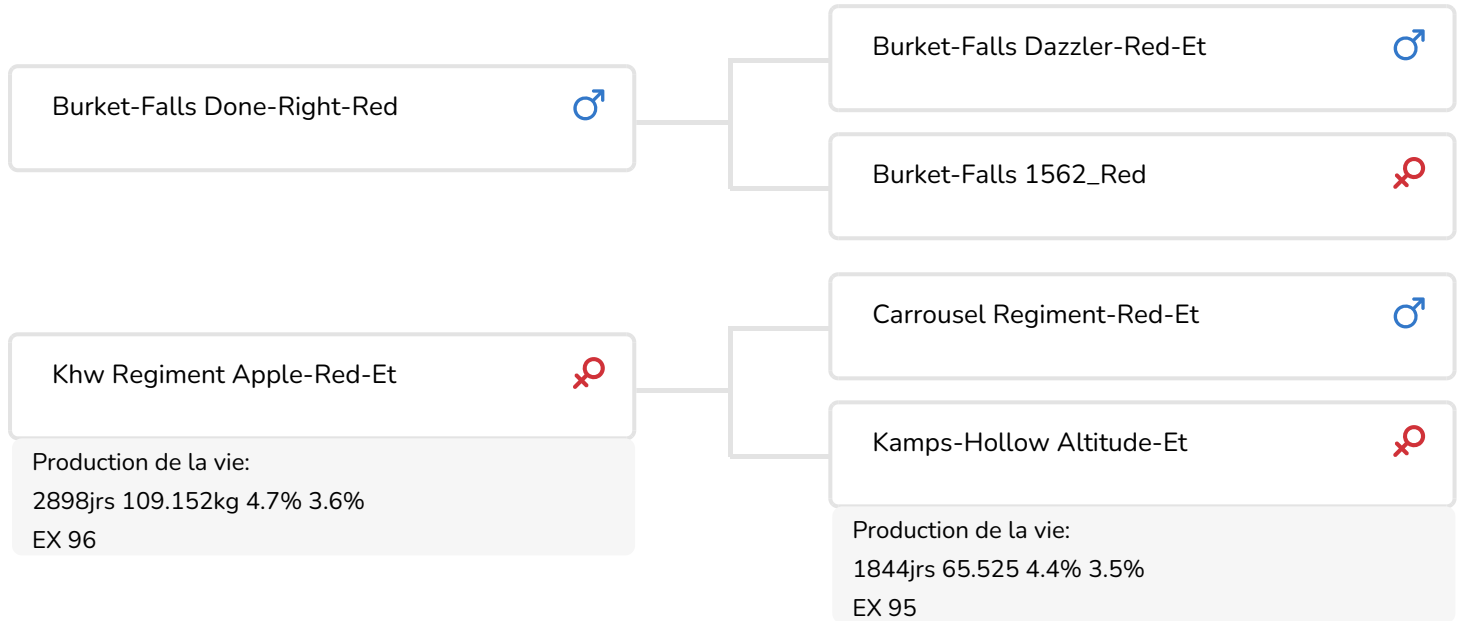 Burket-Falls Done-Right-Red
Burket-Falls Dazzler-Red-Et
Burket-Falls 1562_Red
Khw Regiment Apple-Red-Et
Production de la vie:
2898jrs 109.152kg 4.7% 3.6%
EX 96
Carrousel Regiment-Red-Et
Kamps-Hollow Altitude-Et
Production de la vie:
1844jrs 65.525 4.4% 3.5%
EX 95